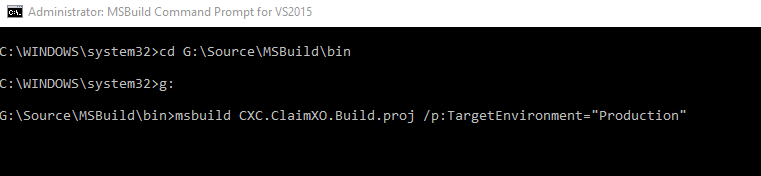 C:\. Administrator: MSBuild Command Prompt for VS2015
C:\WINDOWS\system32>cd G:\Source\MSBuild\bin
C:\WINDOWS\system32>g:
G:\Source\MSBuild\bin>msbuild CXC.ClaimXO.Build.proj /p:TargetEnvironment="Production"